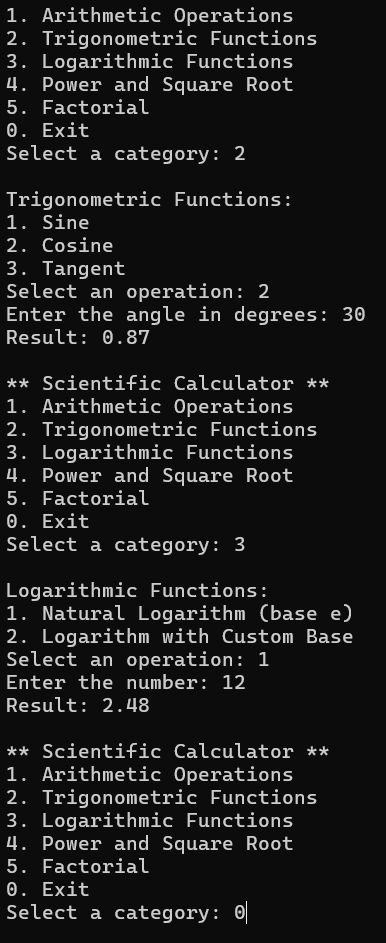 1. Arithmetic Operations
2. Trigonometric Functions
3. Logarithmic Functions
4. Power and Square Root
5. Factorial
0. Exit
Select a category: 2
Trigonometric Functions:
1. Sine
2. Cosine
3. Tangent
Select an operation: 2
Enter the angle in degrees: 30
Result: 0.87
** Scientific Calculator **
1. Arithmetic Operations
2. Trigonometric Functions
3. Logarithmic Functions
4. Power and Square Root
5. Factorial
0. Exit
Select a category: 3
Logarithmic Functions:
1. Natural Logarithm (base e)
2. Logarithm with Custom Base
Select an operation: 1
Enter the number: 12
Result: 2.48
** Scientific Calculator **
1. Arithmetic Operations
2. Trigonometric Functions
3. Logarithmic Functions
4. Power and Square Root
5. Factorial
0. Exit
Select a category: 0